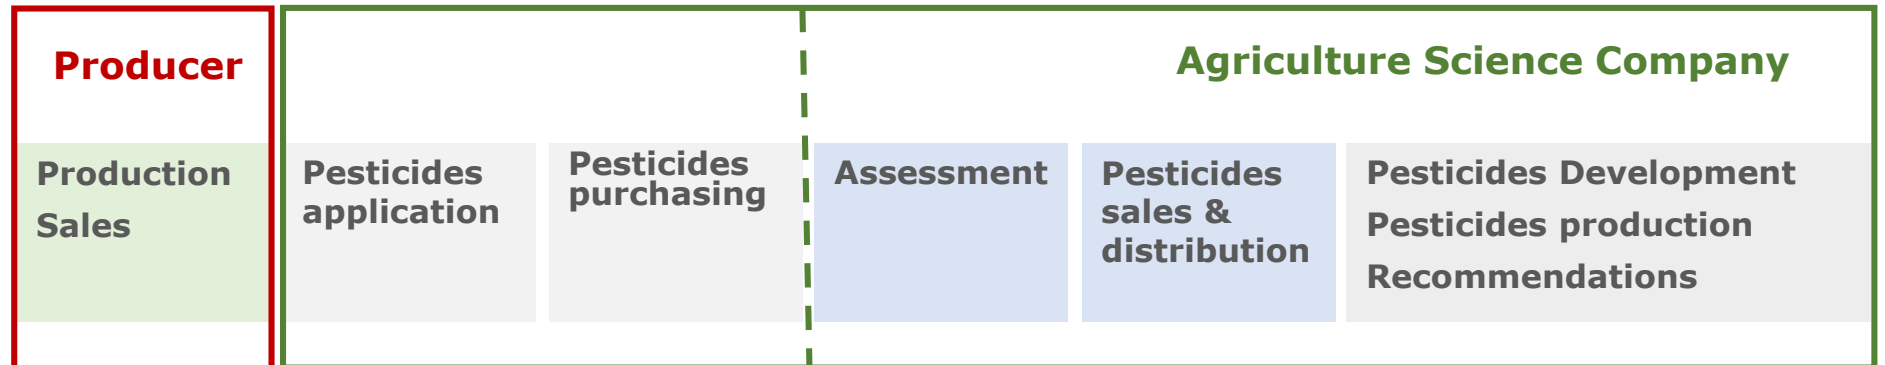 Producer
Agriculture Science Company
Production
Sales
Pesticides
application
Pesticides
purchasing
Assessment
Pesticides
sales &
distribution
Pesticides Development
Pesticides production
Recommendations